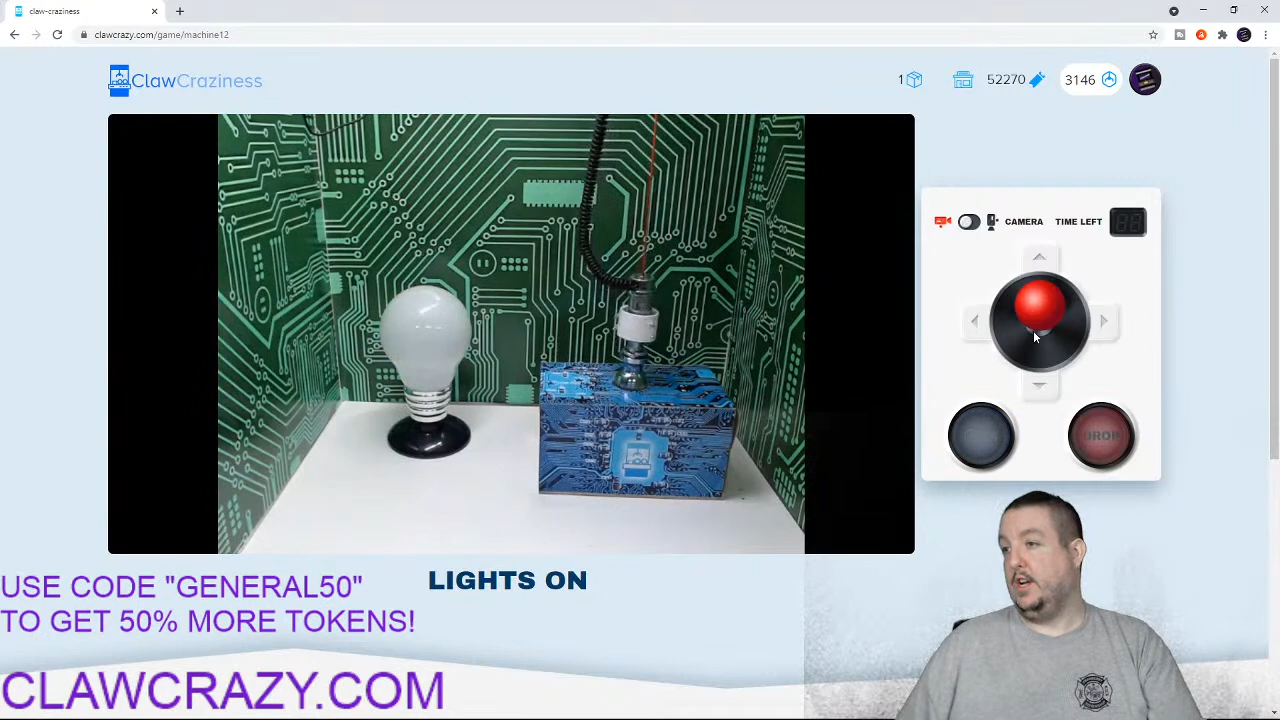 claw-craziness
clawcrazy.com/game/machine12
ClawCraziness
1
52270
3146
CAMERA
TIME LEFT
DROP
LIGHTS ON
USE CODE "GENERAL50"
TO GET 50% MORE TOKENS!
CLAWCRAZY.COM